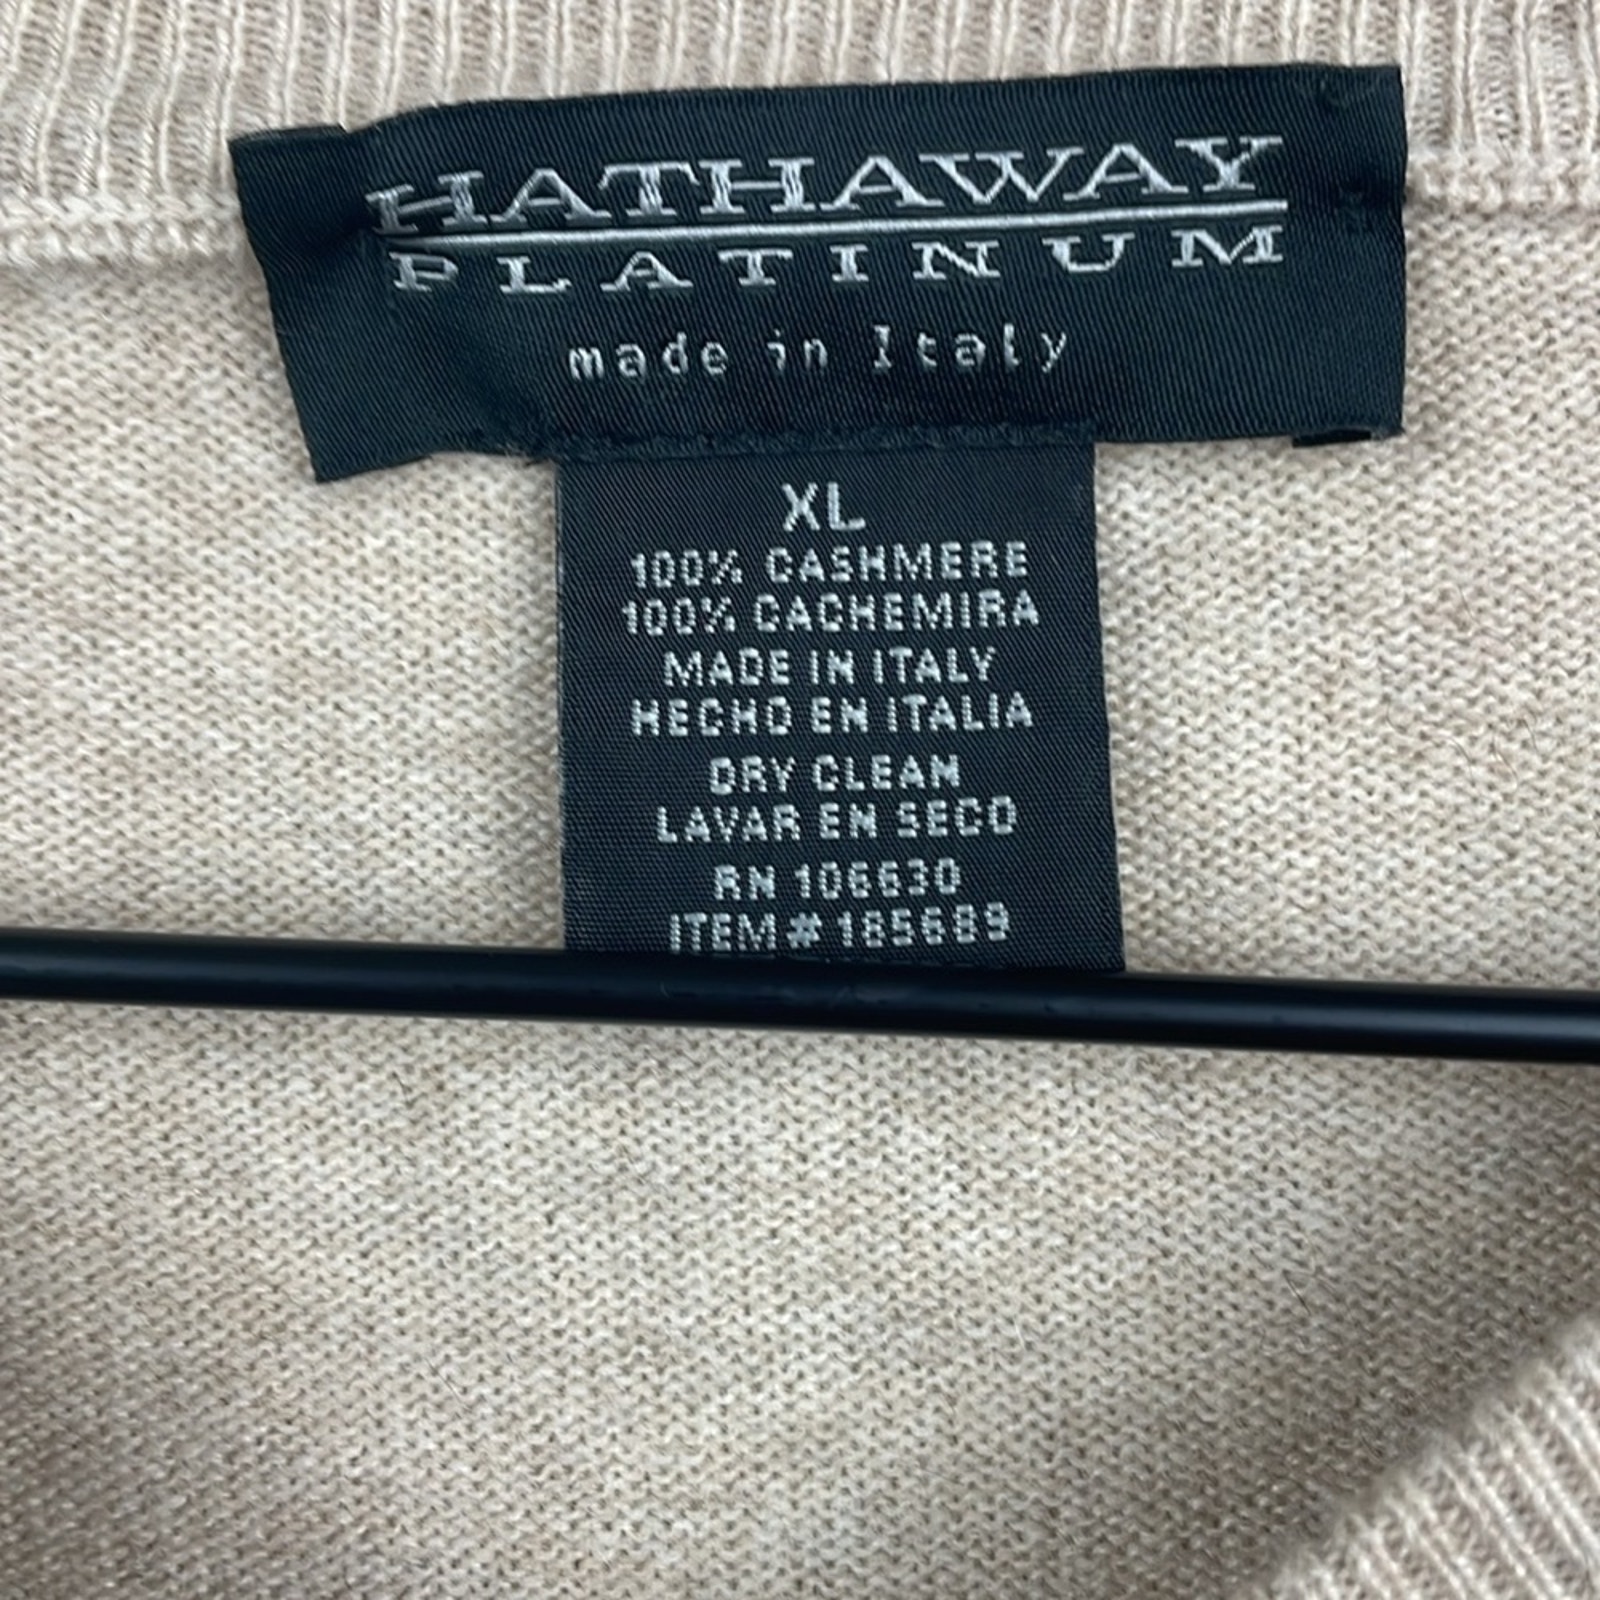 HATHAWAY
PLATINUM
made in Italy
XL
100% CASHMERE
100% CACHEMIRA
MADE IN ITALY
HECHO EN ITALIA
DRY CLEAN
LAVAR EN SECO
RN 106630
ITEM# 185689